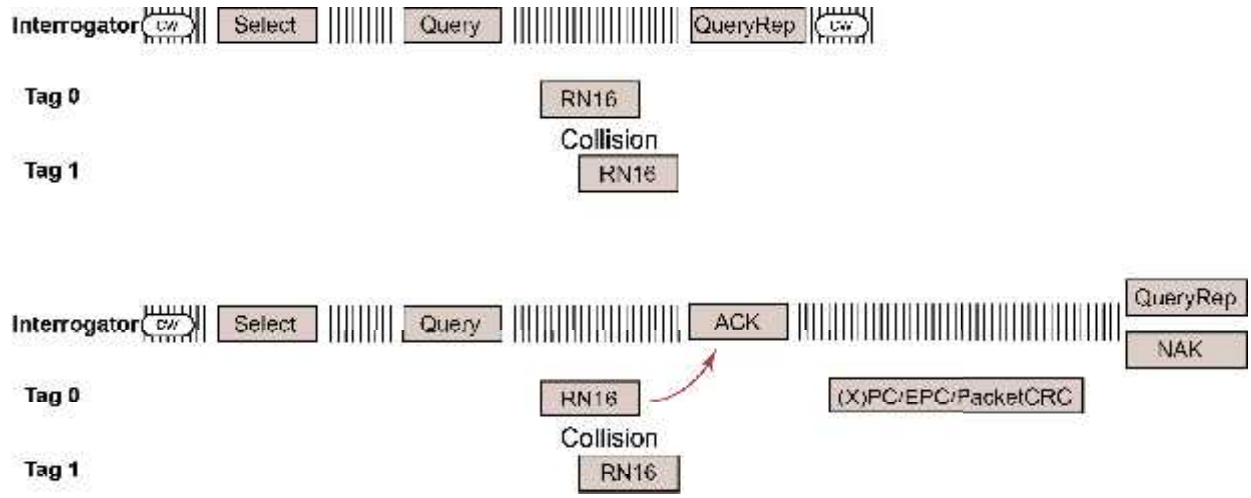 Interrogator CW Select Query QueryRep CW
Tag 0 RN16
Collision
Tag 1 RN16
QueryRep
Interrogator CW Select Query ACK
NAK
Tag 0 RN16 (X)PC/EPC/PacketCRC
Collision
Tag 1 RN16